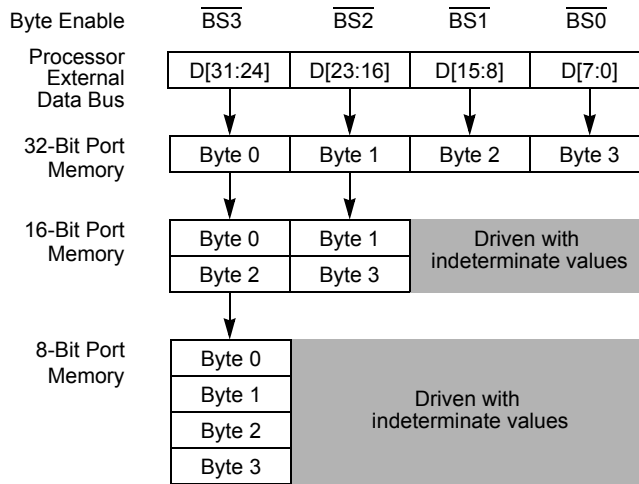 Byte Enable BS3 BS2 BS1 BS0
Processor
External
Data Bus
D[31:24] D[23:16] D[15:8] D[7:0]
32-Bit Port
Memory
Byte 0 Byte 1 Byte 2 Byte 3
16-Bit Port
Memory
Byte 0 Byte 1
Byte 2 Byte 3
Driven with
indeterminate values
8-Bit Port
Memory
Byte 0
Byte 1
Byte 2
Byte 3
Driven with
indeterminate values